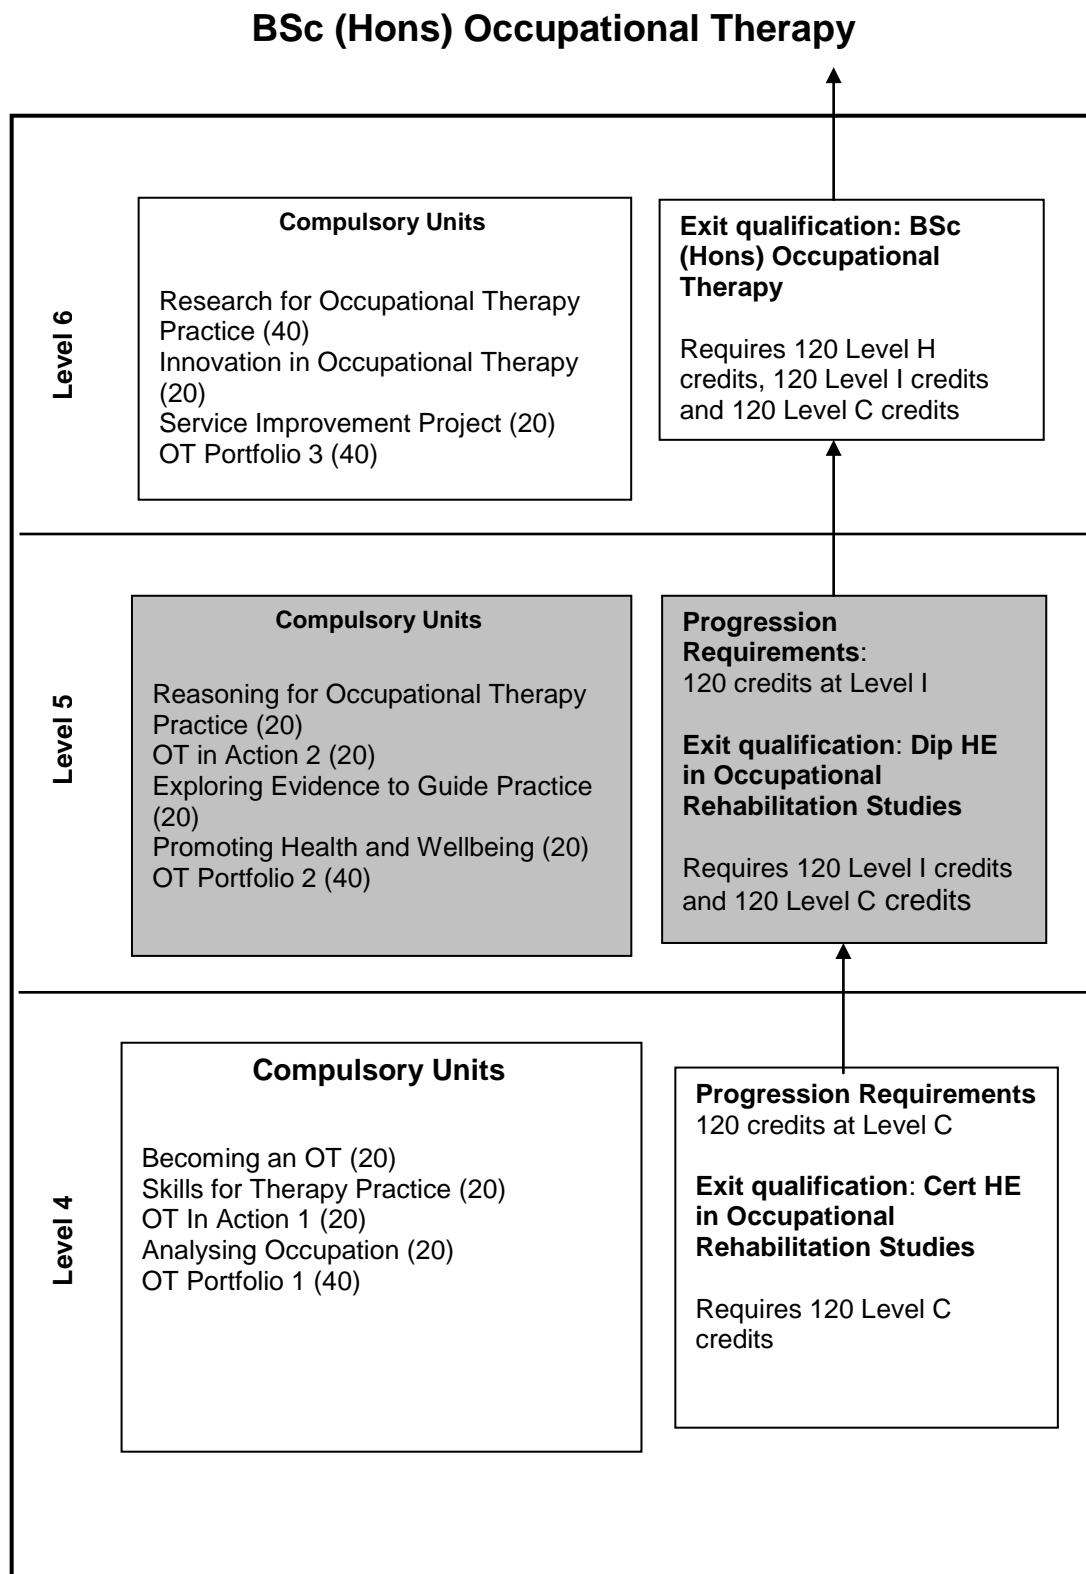 BSc (Hons) Occupational Therapy
Level 6
Compulsory Units
Research for Occupational Therapy
Practice (40)
Innovation in Occupational Therapy
(20)
Service Improvement Project (20)
OT Portfolio 3 (40)
Exit qualification: BSc
(Hons) Occupational
Therapy
Requires 120 Level H
credits, 120 Level I credits
and 120 Level C credits
Level 5
Compulsory Units
Reasoning for Occupational Therapy
Practice (20)
OT in Action 2 (20)
Exploring Evidence to Guide Practice
(20)
Promoting Health and Wellbeing (20)
OT Portfolio 2 (40)
Progression
Requirements:
120 credits at Level I
Exit qualification: Dip HE
in Occupational
Rehabilitation Studies
Requires 120 Level I credits
and 120 Level C credits
Level 4
Compulsory Units
Becoming an OT (20)
Skills for Therapy Practice (20)
OT In Action 1 (20)
Analysing Occupation (20)
OT Portfolio 1 (40)
Progression Requirements
120 credits at Level C
Exit qualification: Cert HE
in Occupational
Rehabilitation Studies
Requires 120 Level C
credits